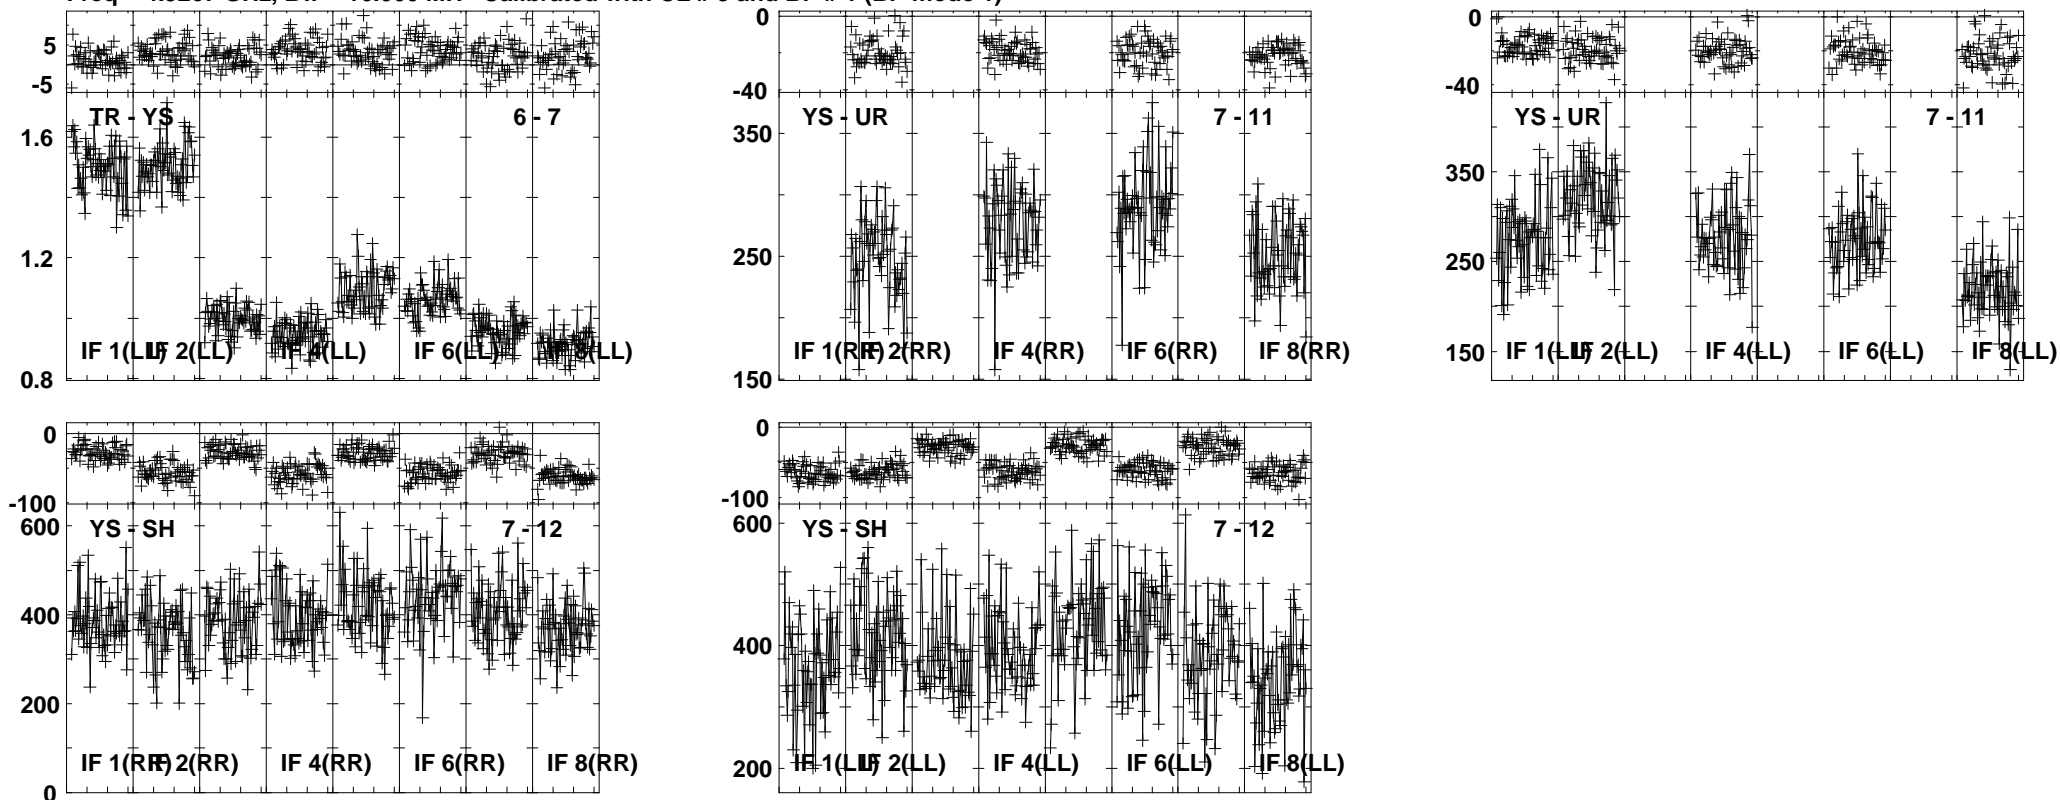 5
-5
TR - YS 6 - 7
1.6
1.2
0.8
IF 1(LL) IF 2(LL) IF 4(LL) IF 6(LL) IF 8(LL)
0
-40
YS - UR 7 - 11
350
250
150
IF 1(RR) IF 2(RR) IF 4(RR) IF 6(RR) IF 8(RR)
0
-40
YS - UR 7 - 11
350
250
150
IF 1(LL) IF 2(LL) IF 4(LL) IF 6(LL) IF 8(LL)
0
-100
YS - SH 7 - 12
600
400
200
0
IF 1(RR) IF 2(RR) IF 4(RR) IF 6(RR) IF 8(RR)
0
-100
YS - SH 7 - 12
600
400
200
IF 1(LL) IF 2(LL) IF 4(LL) IF 6(LL) IF 8(LL)